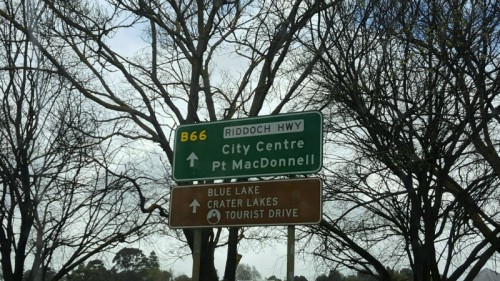 B66 RIDDOCH HWY
City Centre
Pt MacDonnell
BLUE LAKE
CRATER LAKES
TOURIST DRIVE